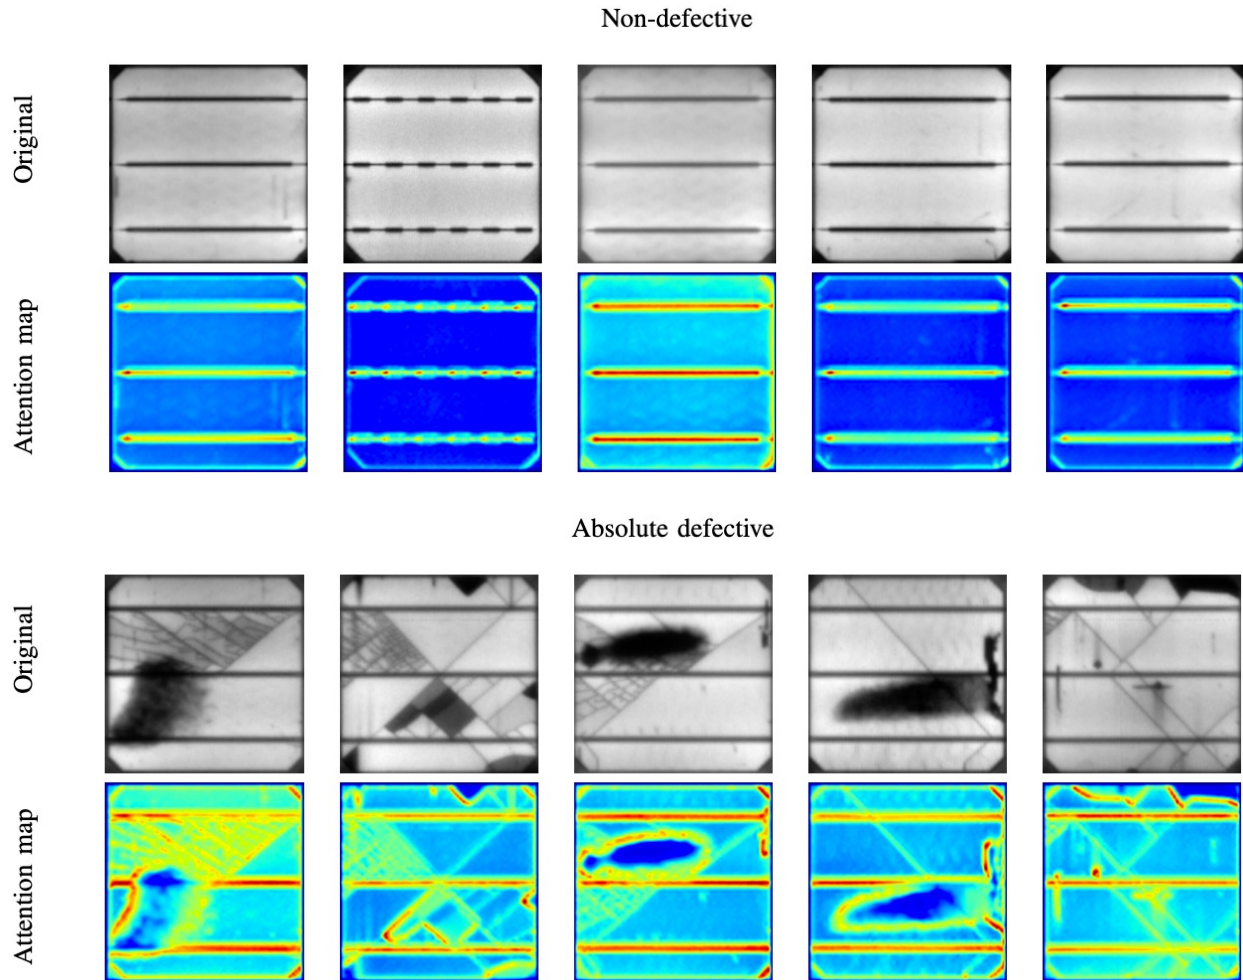 Non-defective
Original
Attention map
Absolute defective
Original
Attention map